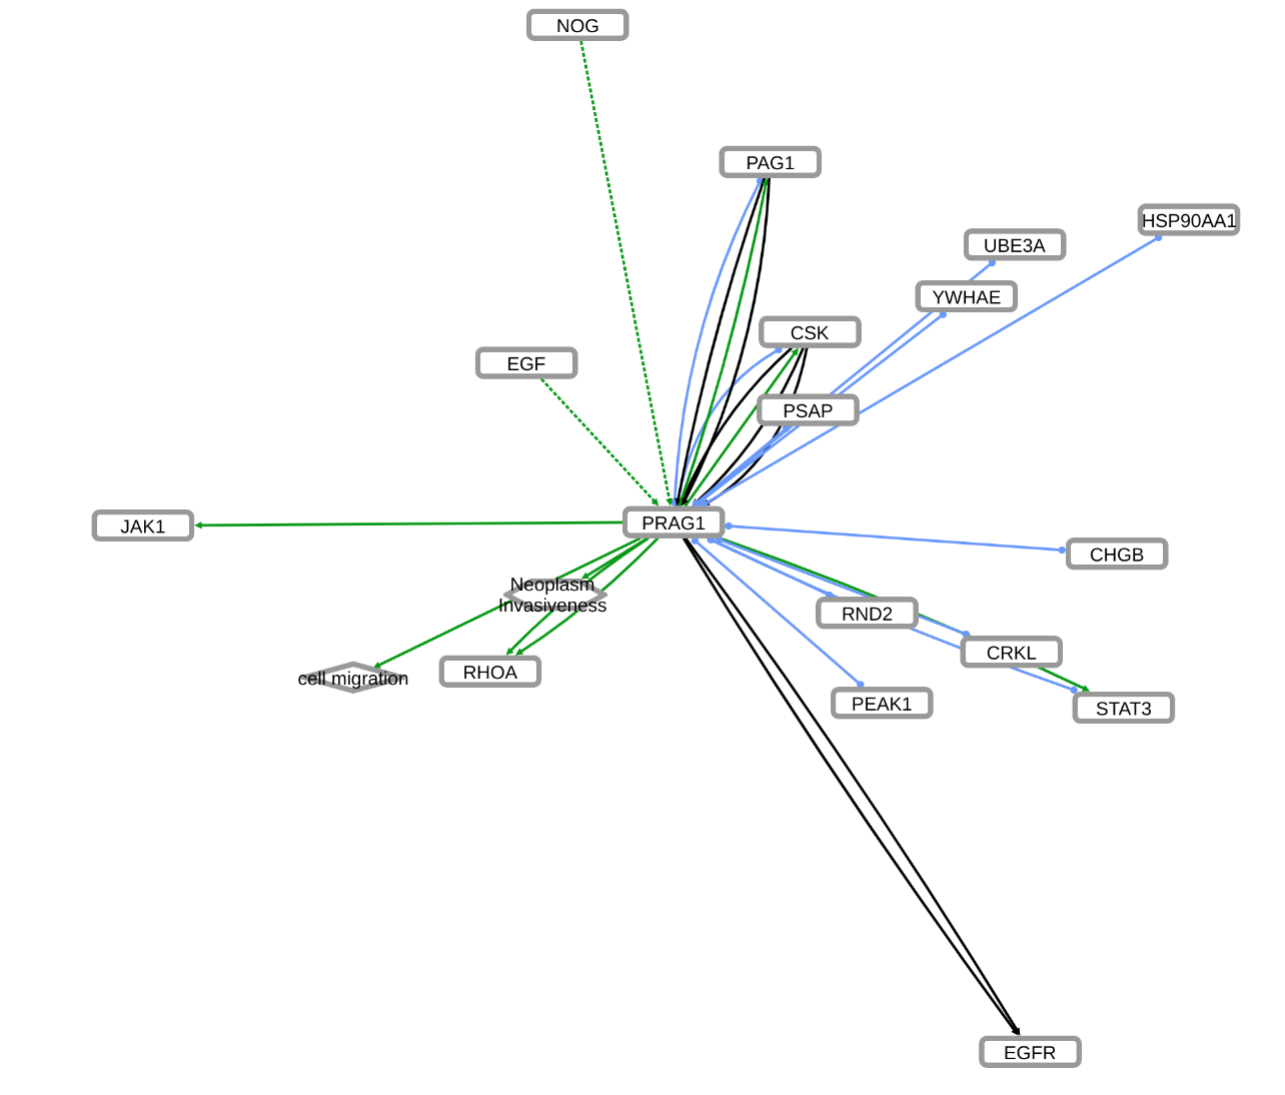 NOG
PAG1
HSP90AA1
UBE3A
YWHAE
CSK
EGF
PSAP
PRAG1
JAK1
CHGB
Neoplasm
Invasiveness
RND2
CRKL
RHOA
cell migration
PEAK1
STAT3
EGFR